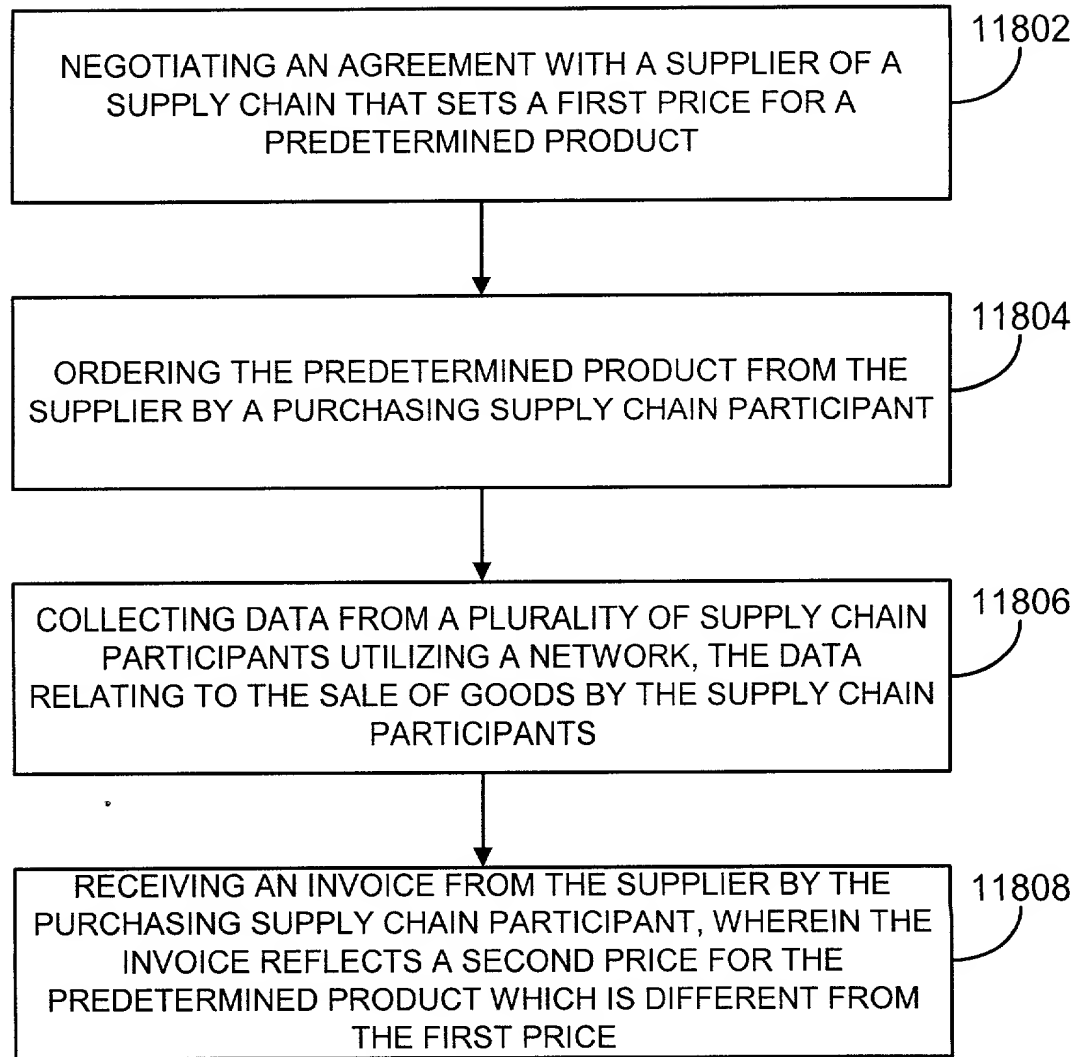 11802
NEGOTIATING AN AGREEMENT WITH A SUPPLIER OF A
SUPPLY CHAIN THAT SETS A FIRST PRICE FOR A
PREDETERMINED PRODUCT
11804
ORDERING THE PREDETERMINED PRODUCT FROM THE
SUPPLIER BY A PURCHASING SUPPLY CHAIN PARTICIPANT
11806
COLLECTING DATA FROM A PLURALITY OF SUPPLY CHAIN
PARTICIPANTS UTILIZING A NETWORK, THE DATA
RELATING TO THE SALE OF GOODS BY THE SUPPLY CHAIN
PARTICIPANTS
11808
RECEIVING AN INVOICE FROM THE SUPPLIER BY THE
PURCHASING SUPPLY CHAIN PARTICIPANT, WHEREIN THE
INVOICE REFLECTS A SECOND PRICE FOR THE
PREDETERMINED PRODUCT WHICH IS DIFFERENT FROM
THE FIRST PRICE